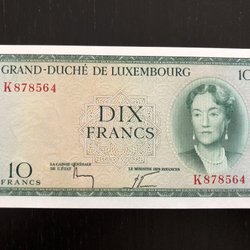 GRAND-DUCHÉ DE LUXEMBOURG 10
K878564
DIX
FRANCS
LA CAISSE GÉNÉRALE
DE L'ÉTAT
LE MINISTRE DES FINANCES
10
FRANCS
K878564